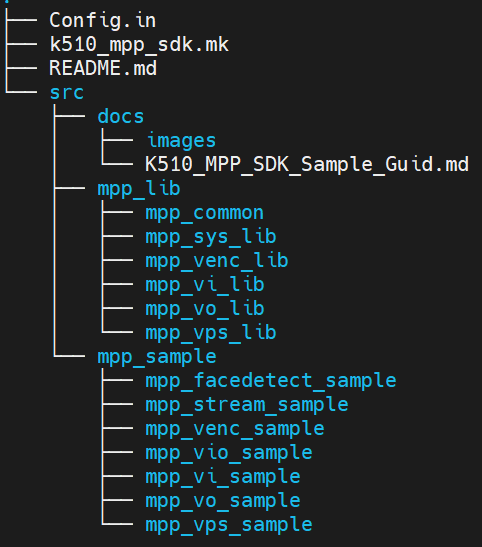 Config.in
k510_mpp_sdk.mk
README.md
src
docs
images
K510_MPP_SDK_Sample_Guid.md
mpp_lib
mpp_common
mpp_sys_lib
mpp_venc_lib
mpp_vi_lib
mpp_vo_lib
mpp_vps_lib
mpp_sample
mpp_facedetect_sample
mpp_stream_sample
mpp_venc_sample
mpp_vio_sample
mpp_vi_sample
mpp_vo_sample
mpp_vps_sample